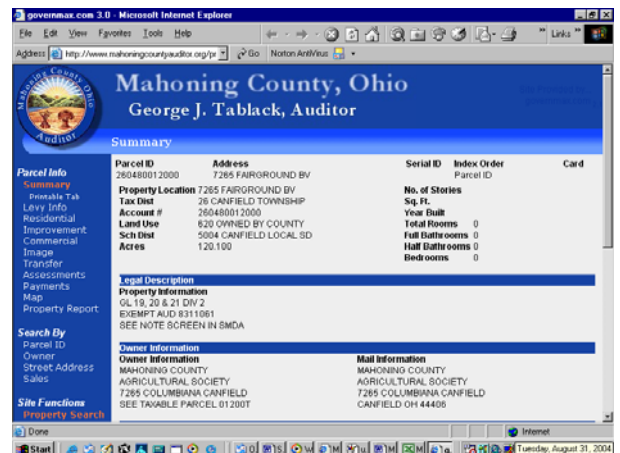 governmax.com 3.0 - Microsoft Internet Explorer
File Edit View Favorites Tools Help
Links »
Address http://www.mahoningcountyauditor.org/pr Go Norton AntiVirus
Mahoning County Ohio
Auditor
Mahoning County, Ohio
George J. Tablack, Auditor
Summary
Parcel Info
Summary
Printable Tab
Levy Info
Residential
Improvement
Commercial
Image
Transfer
Assessments
Payments
Map
Property Report
Search By
Parcel ID
Owner
Street Address
Sales
Site Functions
Property Search
Parcel ID Address Serial ID Index Order Card
260480012000 7265 FAIRGROUND BV Parcel ID
Property Location 7265 FAIRGROUND BV
Tax Dist 26 CANFIELD TOWNSHIP
Account # 260480012000
Land Use 620 OWNED BY COUNTY
Sch Dist 5004 CANFIELD LOCAL SD
Acres 120.100
No. of Stories
Sq. Ft.
Year Built
Total Rooms 0
Full Bathrooms 0
Half Bathrooms 0
Bedrooms 0
Legal Description
Property Information
GL 19, 20 & 21 DIV 2
EXEMPT AUD 8311061
SEE NOTE SCREEN IN SMDA
Owner Information
Owner Information
MAHONING COUNTY
AGRICULTURAL SOCIETY
7265 COLUMBIANA CANFIELD
SEE TAXABLE PARCEL 01200T
Mail Information
MAHONING COUNTY
AGRICULTURAL SOCIETY
7265 COLUMBIANA CANFIELD
CANFIELD OH 44406
Done Internet
Start Tuesday, August 31, 2004